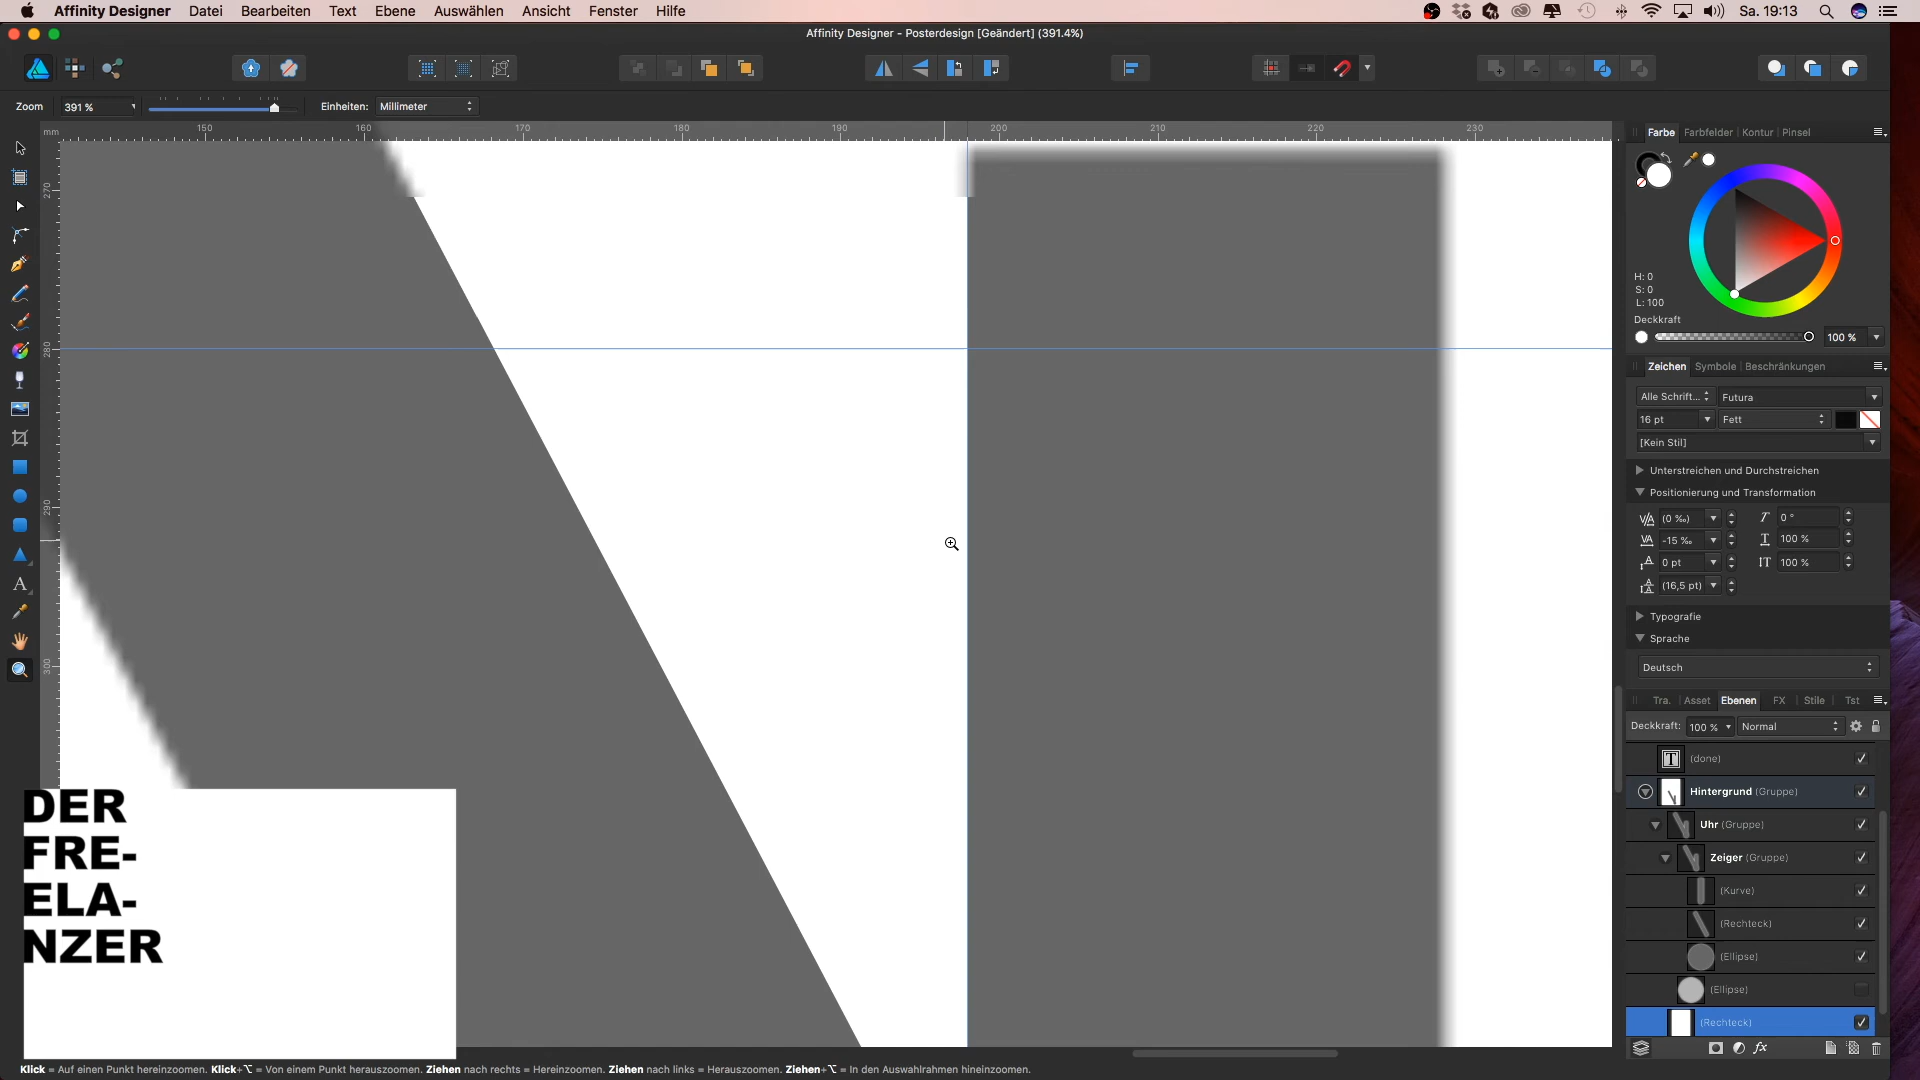 Affinity Designer Datei Bearbeiten Text Ebene Auswählen Ansicht Fenster Hilfe Sa. 19:13
Affinity Designer - Posterdesign [Geändert] (391.4%)
Zoom 391 % Einheiten: Millimeter
mm 150 160 170 180 190 200 210 220 230
270
280
290
300
Farbe Farbfelder Kontur Pinsel
H: 0
S: 0
L: 100
Deckkraft
100 %
Zeichen Symbole Beschränkungen
Alle Schrift... Futura
16 pt Fett
[Kein Stil]
Unterstreichen und Durchstreichen
Positionierung und Transformation
(0 ‰) 0 °
-15 ‰ 100 %
0 pt 100 %
(16,5 pt)
Typografie
Sprache
Deutsch
Tra. Asset Ebenen FX Stile Tst
Deckkraft: 100 % Normal
(done)
Hintergrund (Gruppe)
Uhr (Gruppe)
Zeiger (Gruppe)
(Kurve)
(Rechteck)
(Ellipse)
(Ellipse)
(Rechteck)
DER
FRE-
ELA-
NZER
Klick = Auf einen Punkt hereinzoomen. Klick+⌥ = Von einem Punkt herauszoomen. Ziehen nach rechts = Hereinzoomen. Ziehen nach links = Herauszoomen. Ziehen+⌥ = In den Auswahlrahmen hineinzoomen.